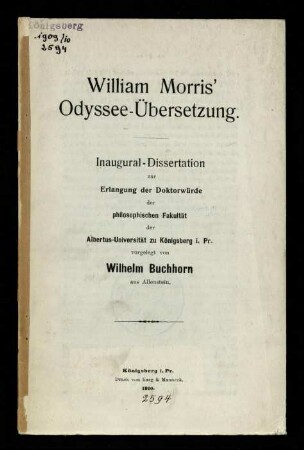 Königsberg
1909/10
2594
William Morris'
Odyssee-Übersetzung.
Inaugural-Dissertation
zur
Erlangung der Doktorwürde
der
philosophischen Fakultät
der
Albertus-Universität zu Königsberg i. Pr.
vorgelegt von
Wilhelm Buchhorn
aus Allenstein.
Königsberg i. Pr.
Druck von Karg & Manneck.
1910.
2594